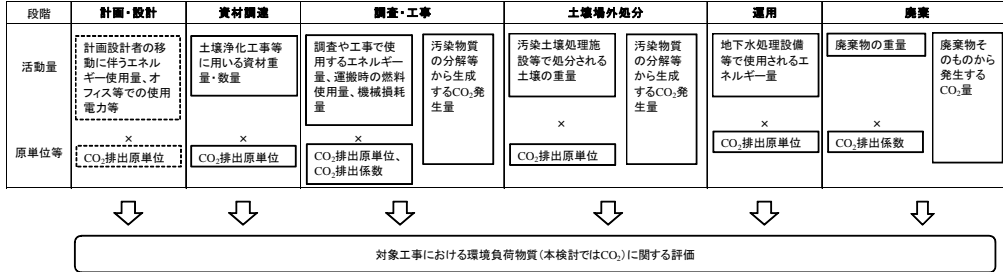 段階 計画・設計 資材調達 調査・工事 土壌場外処分 運用 廃棄
活動量
計画設計者の移
動に伴うエネル
ギー使用量、オ
フィス等での使用
電力等
×
CO₂排出原単位
土壌浄化工事等
に用いる資材重
量・数量
×
CO₂排出原単位
調査や工事で使
用するエネルギー
量、運搬時の燃料
使用量、機械損耗
量
×
CO₂排出原単位、
CO₂排出係数
汚染物質
の分解等
から生成
するCO₂発
生量
汚染土壌処理施
設等で処分される
土壌の重量
×
CO₂排出原単位
汚染物質
の分解等
から生成
するCO₂発
生量
地下水処理設備
等で使用されるエ
ネルギー量
×
CO₂排出原単位
廃棄物の重量
×
CO₂排出係数
廃棄物そ
のものから
発生する
CO₂量
原単位等
対象工事における環境負荷物質(本検討ではCO₂)に関する評価